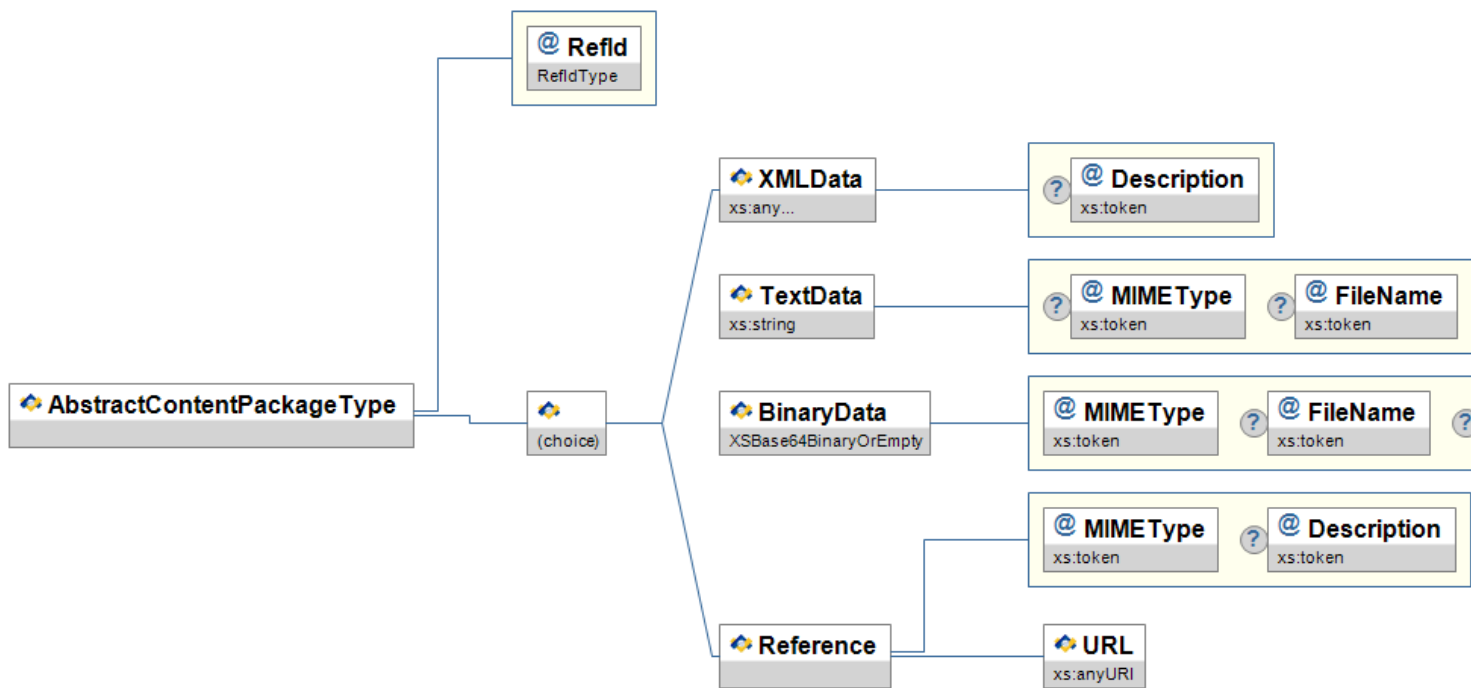 @ RefId
RefIdType
XMLData
xs:any...
? @ Description
xs:token
TextData
xs:string
? @ MIMEType ? @ FileName
xs:token xs:token
AbstractContentPackageType
(choice)
BinaryData
XSBase64BinaryOrEmpty
@ MIMEType ? @ FileName ?
xs:token xs:token
@ MIMEType ? @ Description
xs:token xs:token
Reference
URL
xs:anyURI